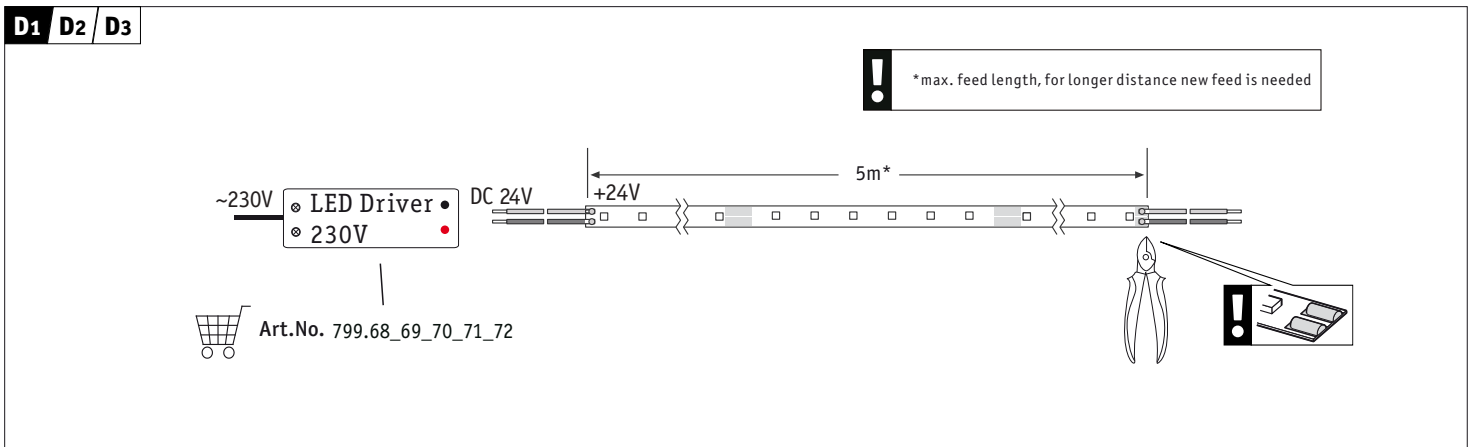 D1 D2 D3
*max. feed length, for longer distance new feed is needed
5m*
~230V
LED Driver
230V
DC 24V
+24V
Art.No. 799.68_69_70_71_72